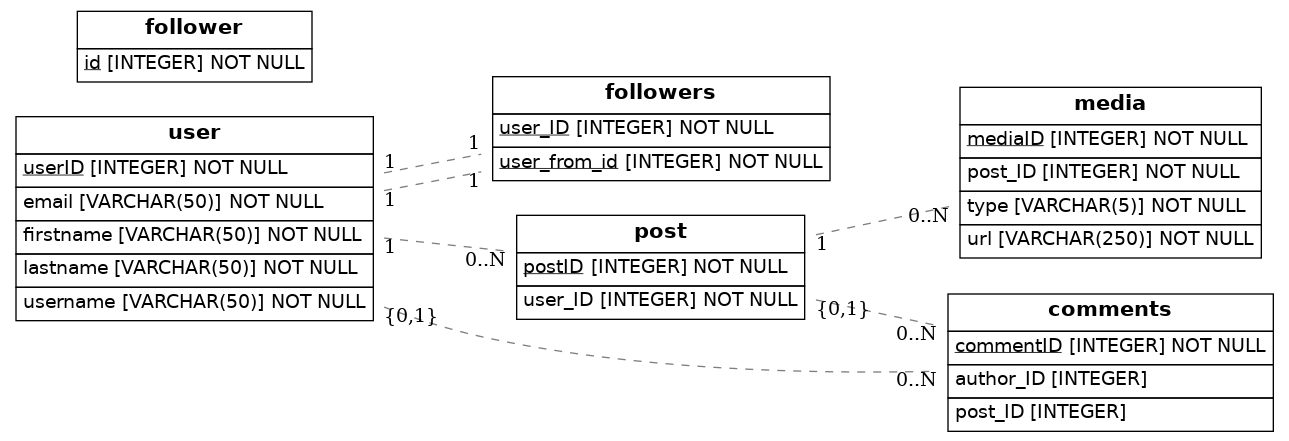 follower
id [INTEGER] NOT NULL
user
userID [INTEGER] NOT NULL
email [VARCHAR(50)] NOT NULL
firstname [VARCHAR(50)] NOT NULL
lastname [VARCHAR(50)] NOT NULL
username [VARCHAR(50)] NOT NULL
followers
user_ID [INTEGER] NOT NULL
user_from_id [INTEGER] NOT NULL
1
1
1
1
1
0..N
{0,1}
0..N
post
postID [INTEGER] NOT NULL
user_ID [INTEGER] NOT NULL
1
0..N
{0,1}
0..N
media
mediaID [INTEGER] NOT NULL
post_ID [INTEGER] NOT NULL
type [VARCHAR(5)] NOT NULL
url [VARCHAR(250)] NOT NULL
comments
commentID [INTEGER] NOT NULL
author_ID [INTEGER]
post_ID [INTEGER]